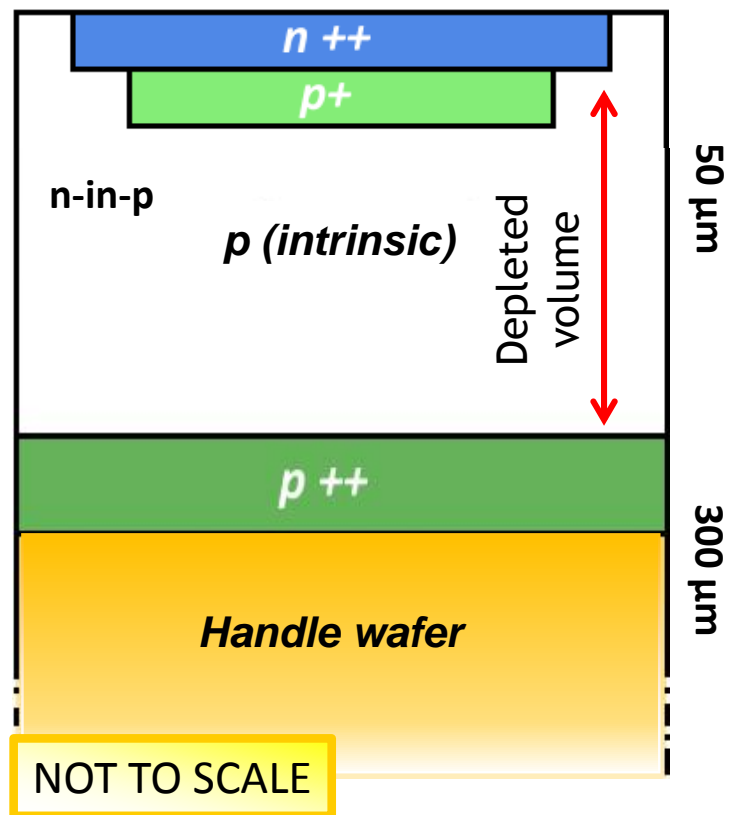 n ++
p+
n-in-p
p (intrinsic)
Depleted
volume
50 μm
p ++
300 μm
Handle wafer
NOT TO SCALE